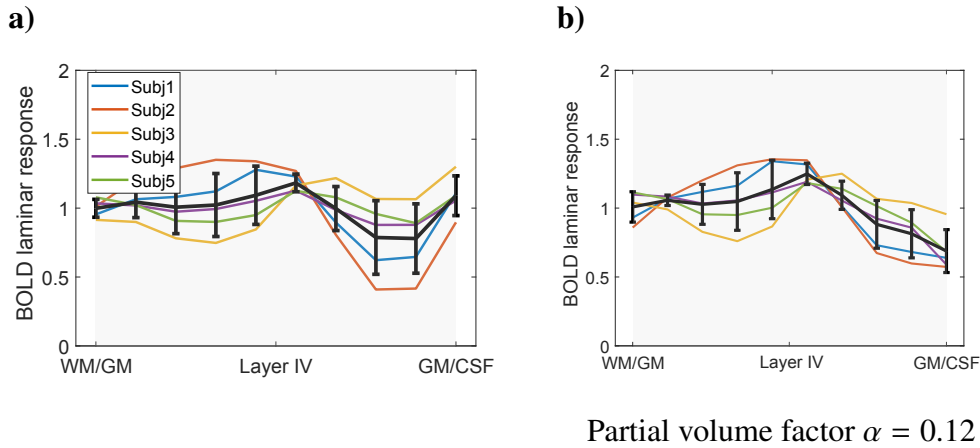 a)
BOLD laminar response
2
1.5
1
0.5
0
Subj1
Subj2
Subj3
Subj4
Subj5
WM/GM
Layer IV
GM/CSF
b)
BOLD laminar response
2
1.5
1
0.5
0
WM/GM
Layer IV
GM/CSF
Partial volume factor α = 0.12